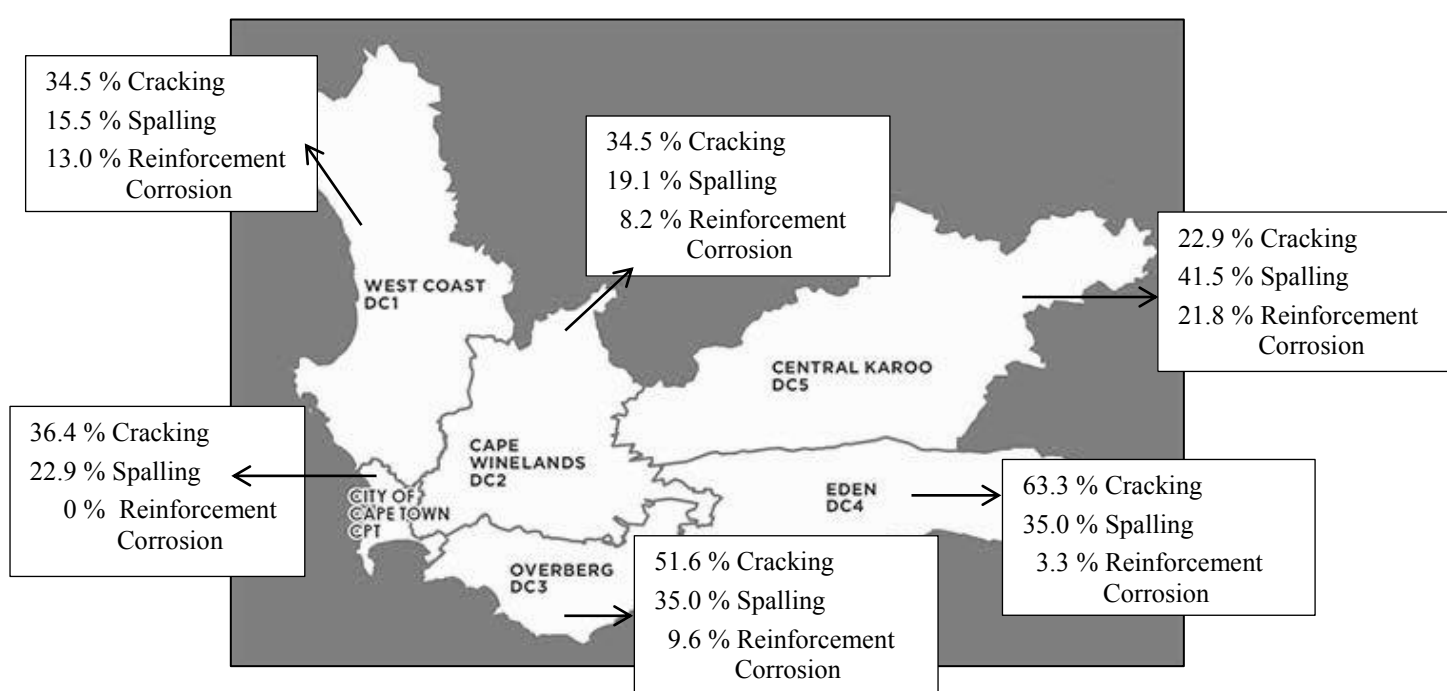 34.5 % Cracking
15.5 % Spalling
13.0 % Reinforcement
Corrosion
34.5 % Cracking
19.1 % Spalling
8.2 % Reinforcement
Corrosion
22.9 % Cracking
41.5 % Spalling
21.8 % Reinforcement
Corrosion
WEST COAST
DC1
CENTRAL KAROO
DC5
36.4 % Cracking
22.9 % Spalling
0 % Reinforcement
Corrosion
CAPE
WINELANDS
DC2
CITY OF
CAPE TOWN
CPT
EDEN
DC4
63.3 % Cracking
35.0 % Spalling
3.3 % Reinforcement
Corrosion
OVERBERG
DC3
51.6 % Cracking
35.0 % Spalling
9.6 % Reinforcement
Corrosion